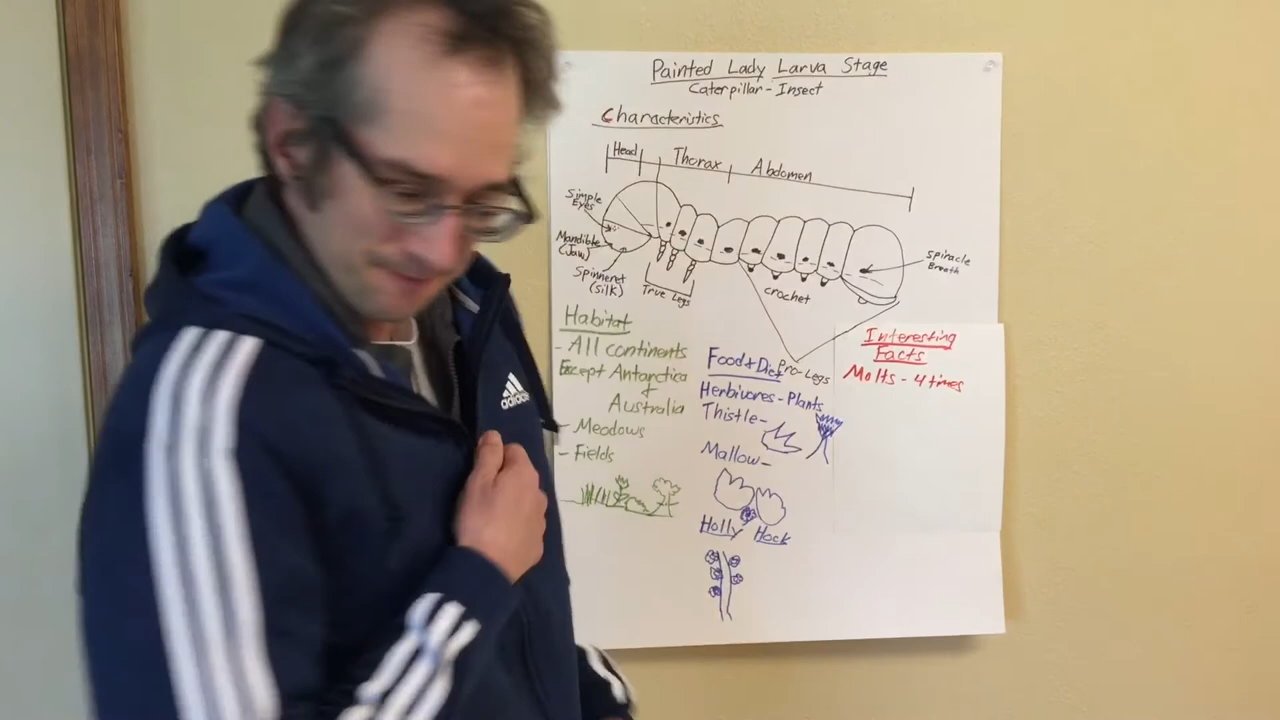 Painted Lady Larva Stage
Caterpillar - Insect
Characteristics
Head
Thorax
Abdomen
Simple
Eyes
Mandible
(Jaw)
Spinneret
(Silk)
True Legs
crochet
Spiracle
Breath
Pro-Legs
Habitat
- All continents
Except Antarctica
+
Australia
- Meadows
- Fields
Food + Diet
Herbivores - Plants
Thistle -
Mallow -
Holly Hock
Interesting
Facts
Molts - 4 times
adidas